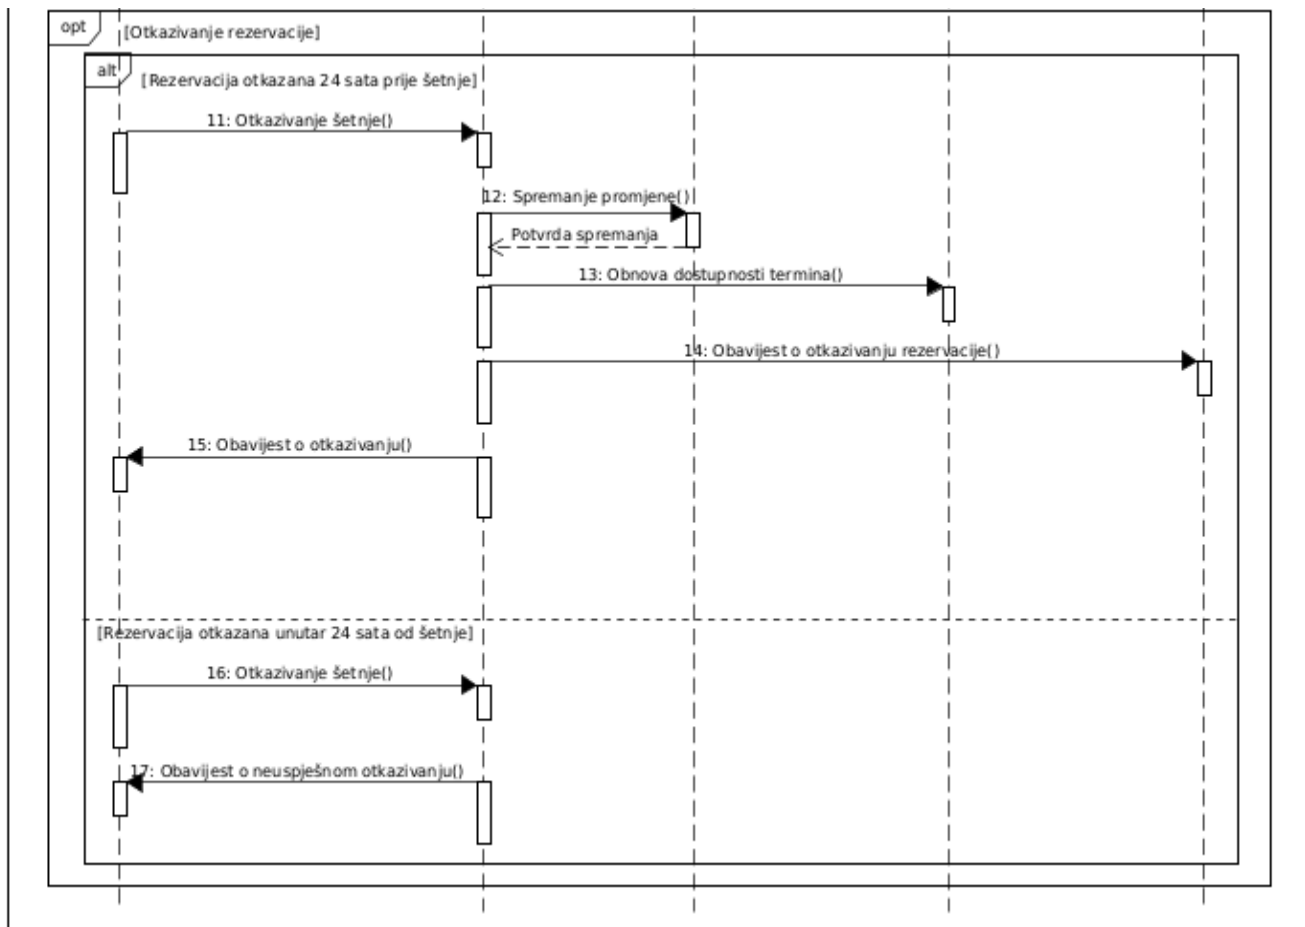 opt
[Otkazivanje rezervacije]
alt
[Rezervacija otkazana 24 sata prije šetnje]
11: Otkazivanje šetnje()
12: Spremanje promjene()
Potvrda spremanja
13: Obnova dostupnosti termina()
14: Obavijest o otkazivanju rezervacije()
15: Obavijest o otkazivanju()
[Rezervacija otkazana unutar 24 sata od šetnje]
16: Otkazivanje šetnje()
17: Obavijest o neuspješnom otkazivanju()